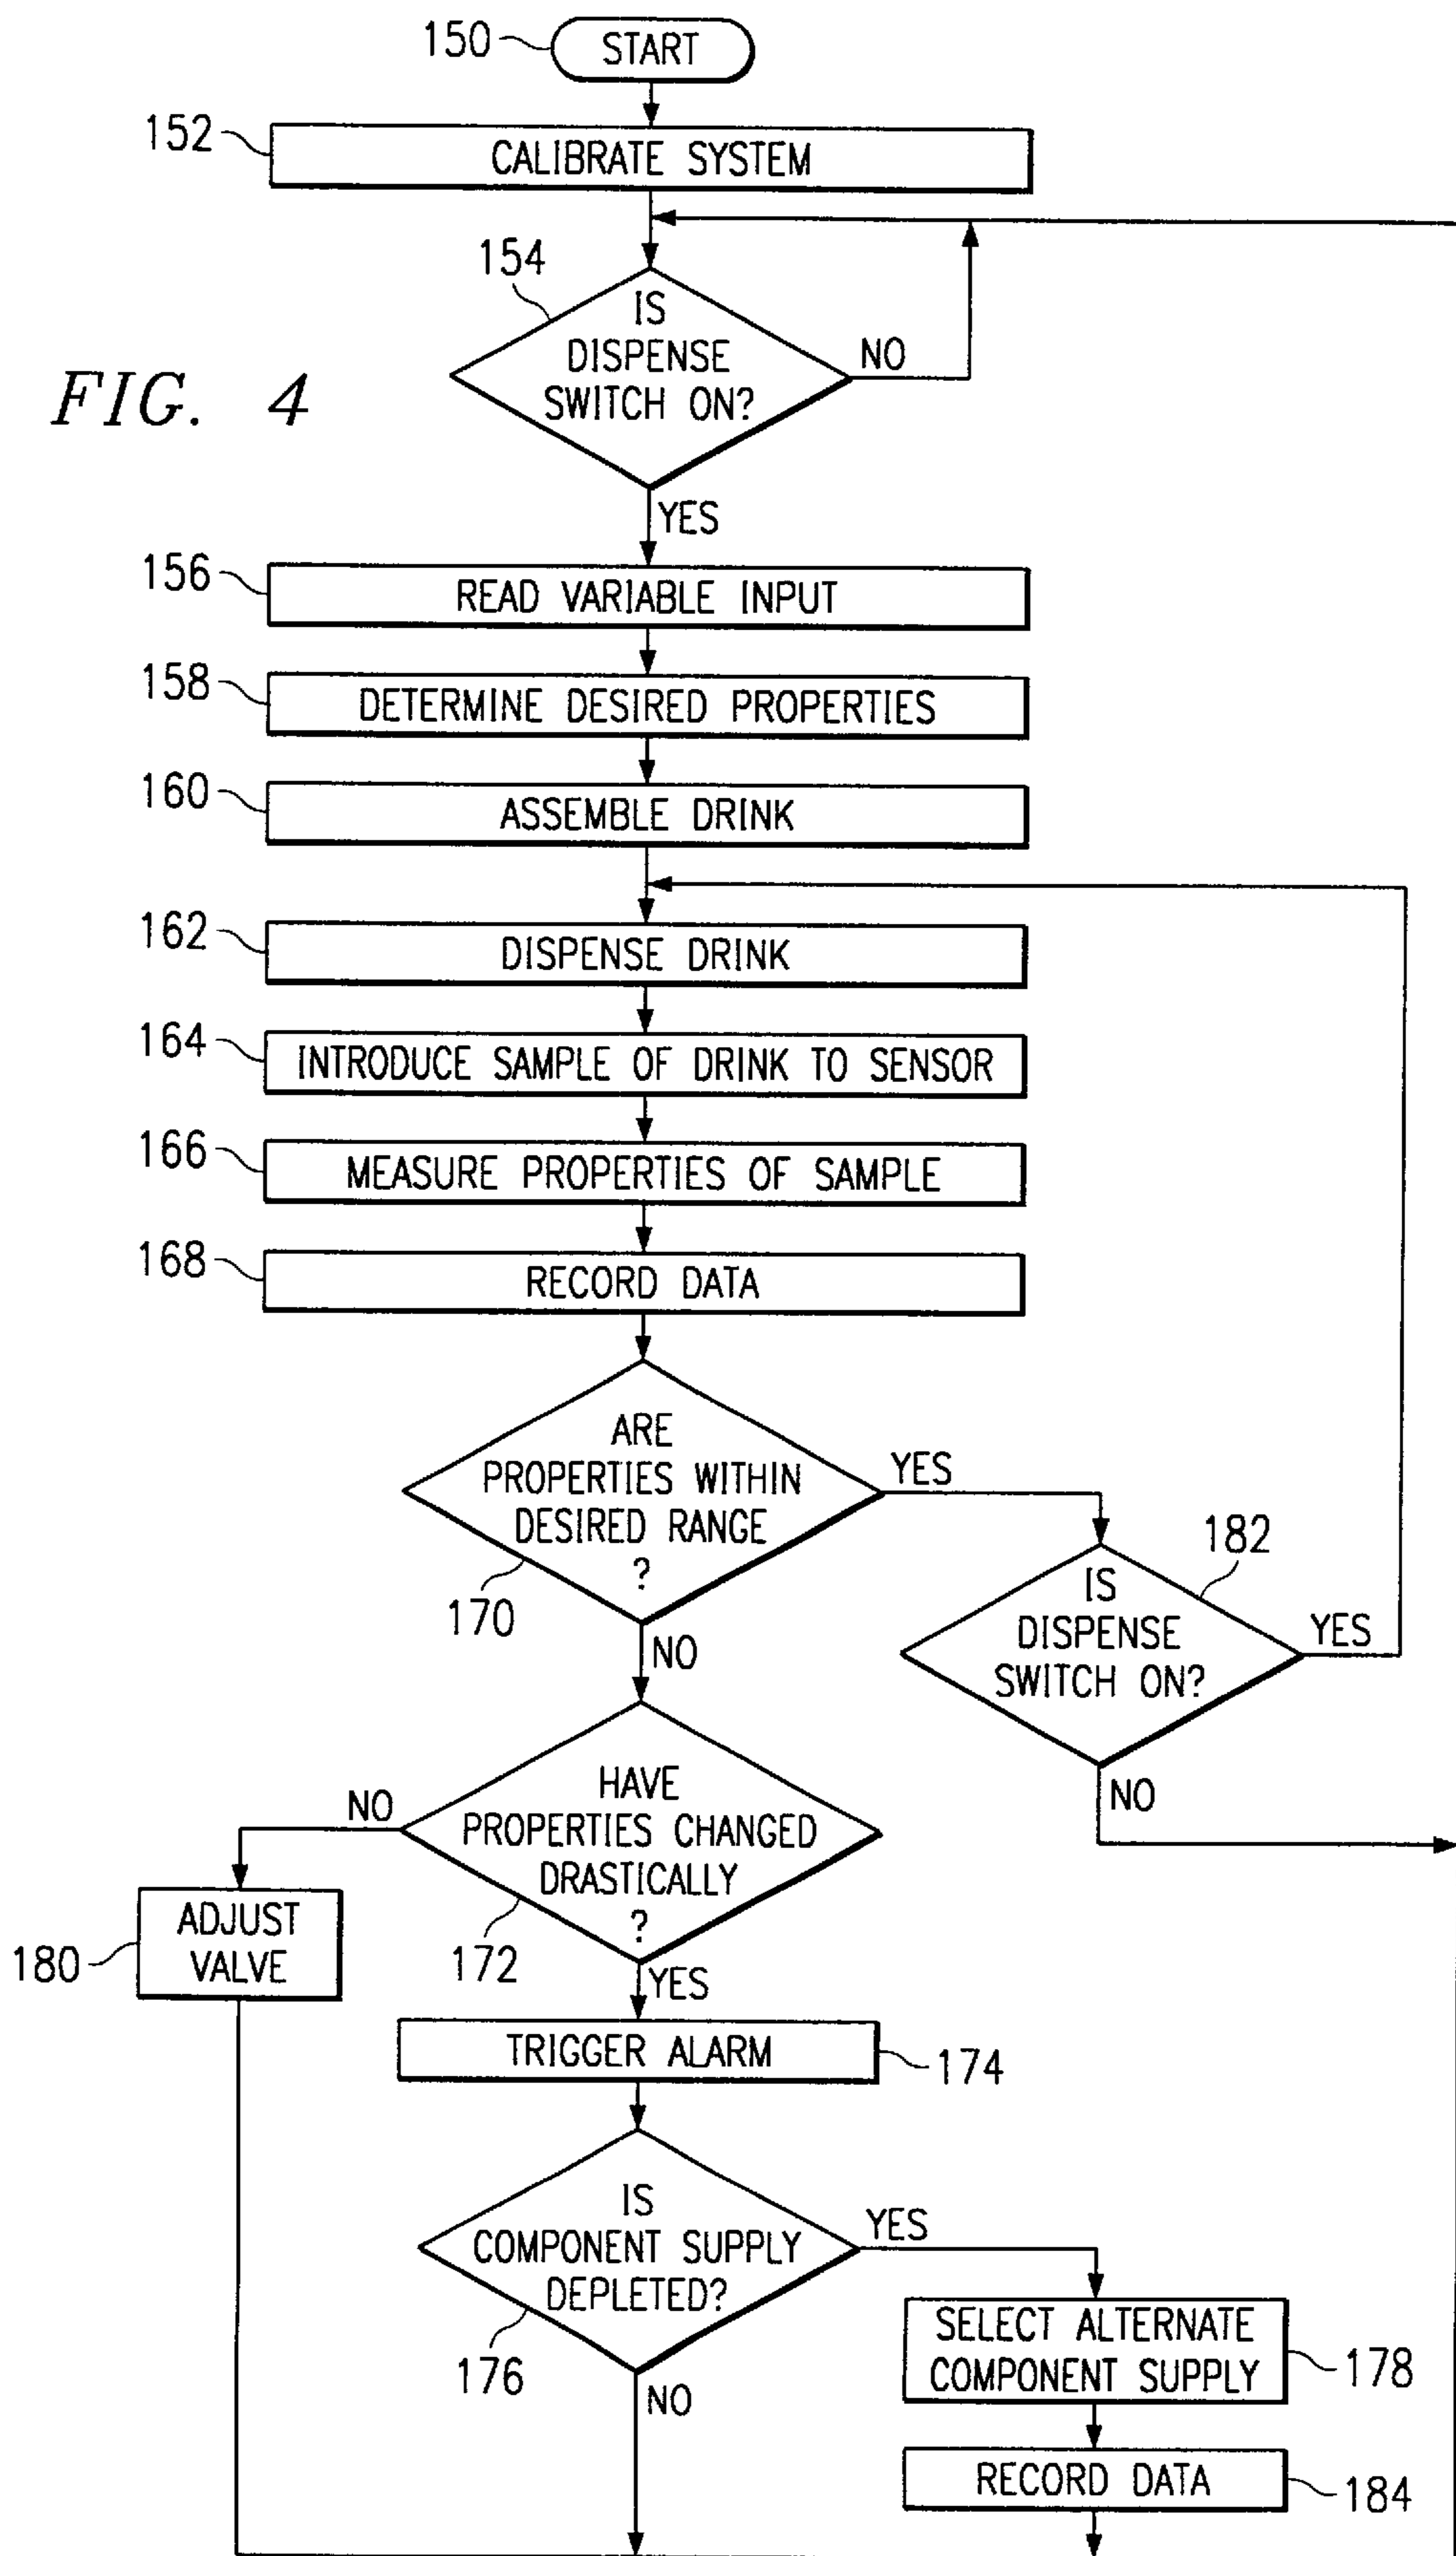 150
START
152
CALIBRATE SYSTEM
154
IS
DISPENSE
SWITCH ON?
NO
FIG. 4
YES
156
READ VARIABLE INPUT
158
DETERMINE DESIRED PROPERTIES
160
ASSEMBLE DRINK
162
DISPENSE DRINK
164
INTRODUCE SAMPLE OF DRINK TO SENSOR
166
MEASURE PROPERTIES OF SAMPLE
168
RECORD DATA
ARE
PROPERTIES WITHIN
DESIRED RANGE
?
YES
170
NO
182
IS
DISPENSE
SWITCH ON?
YES
NO
HAVE
PROPERTIES CHANGED
DRASTICALLY
?
NO
172
YES
ADJUST
VALVE
180
TRIGGER ALARM
174
IS
COMPONENT SUPPLY
DEPLETED?
YES
176
NO
SELECT ALTERNATE
COMPONENT SUPPLY
178
RECORD DATA
184